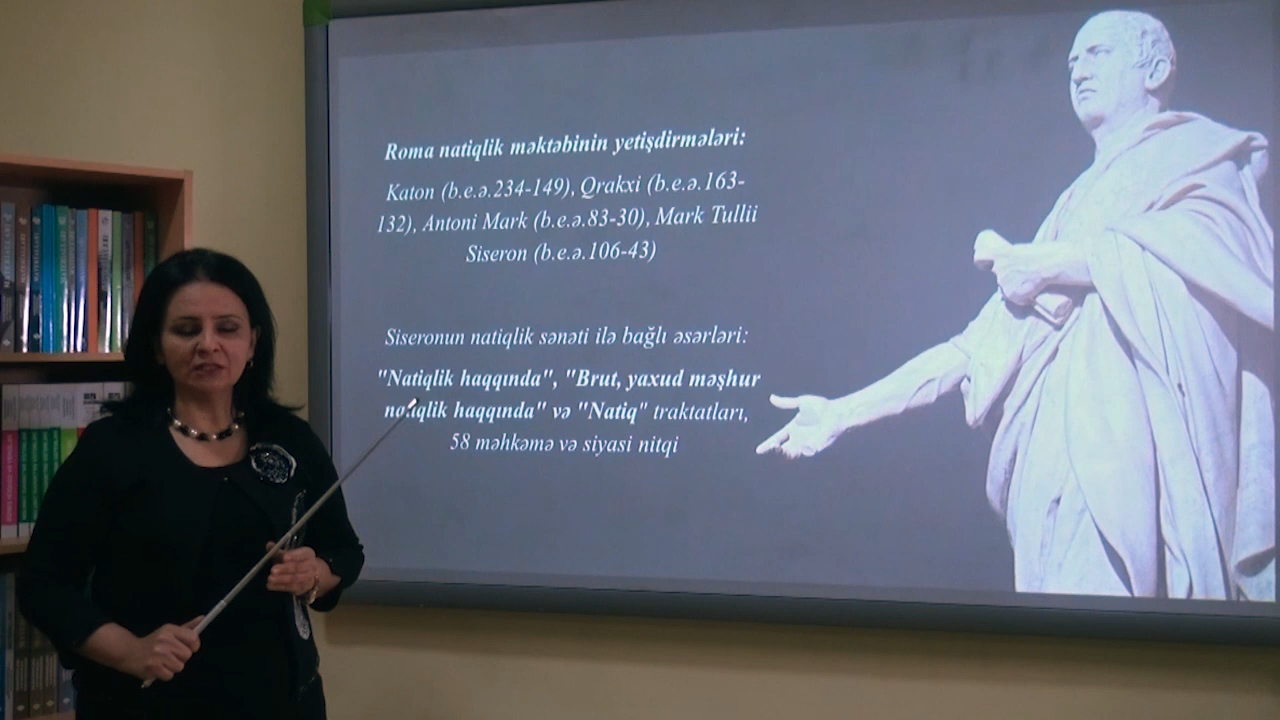 Roma natiqlik məktəbinin yetişdirmələri:
Katon (b.e.ə.234-149), Qrakxi (b.e.ə.163-
132), Antoni Mark (b.e.ə.83-30), Mark Tullii
Siseron (b.e.ə.106-43)
Siseronun natiqlik sənəti ilə bağlı əsərləri:
"Natiqlik haqqında", "Brut, yaxud məşhur
natiqlik haqqında" və "Natiq" traktatları,
58 məhkəmə və siyasi nitqi